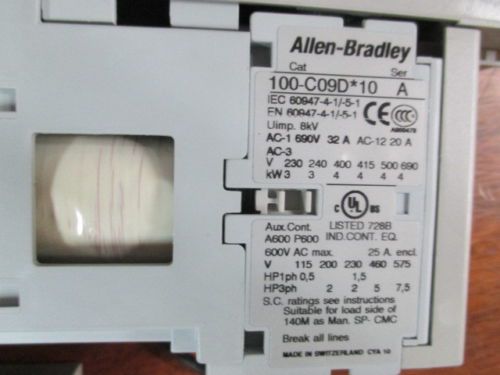 Allen-Bradley
Cat Ser
100-C09D*10 A
IEC 60947-4-1/-5-1
EN 60947-4-1/-5-1
CE CCC
Uimp. 8kV
AC-1 690V 32 A AC-12 20 A
AC-3
V 230 240 400 415 500 690
kW 3 3 4 4 4 4
C UL US
Aux.Cont. LISTED 728B
A600 P600 IND.CONT. EQ.
600V AC max. 25 A. encl.
V 115 200 230 460 575
HP1ph 0,5 1,5
HP3ph 2 2 5 7,5
S.C. ratings see instructions
Suitable for load side of
140M as Man. SP- CMC
Break all lines
MADE IN SWITZERLAND CYA 10